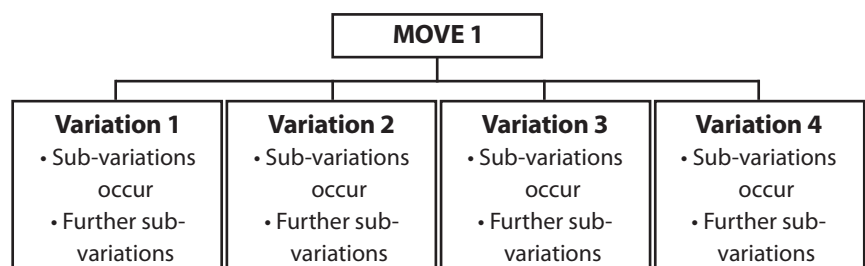 MOVE 1
Variation 1
• Sub-variations
occur
• Further sub-
variations
Variation 2
• Sub-variations
occur
• Further sub-
variations
Variation 3
• Sub-variations
occur
• Further sub-
variations
Variation 4
• Sub-variations
occur
• Further sub-
variations